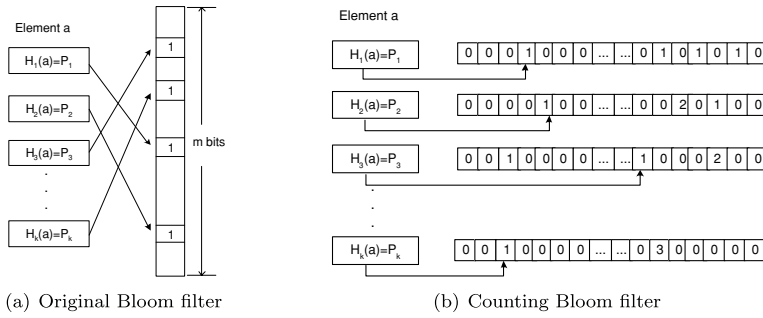 Element a
H₁(a)=P₁
H₂(a)=P₂
H₃(a)=P₃
.
.
.
Hₖ(a)=Pₖ
1
1
1
1
m bits
(a) Original Bloom filter
Element a
H₁(a)=P₁ 0 0 0 1 0 0 0 ... ... 0 1 0 1 0 1 0
H₂(a)=P₂ 0 0 0 0 1 0 0 ... ... 0 0 2 0 1 0 0
H₃(a)=P₃ 0 0 1 0 0 0 0 ... ... 1 0 0 0 2 0 0
.
.
.
Hₖ(a)=Pₖ 0 0 1 0 0 0 0 ... ... 0 3 0 0 0 0 0
(b) Counting Bloom filter